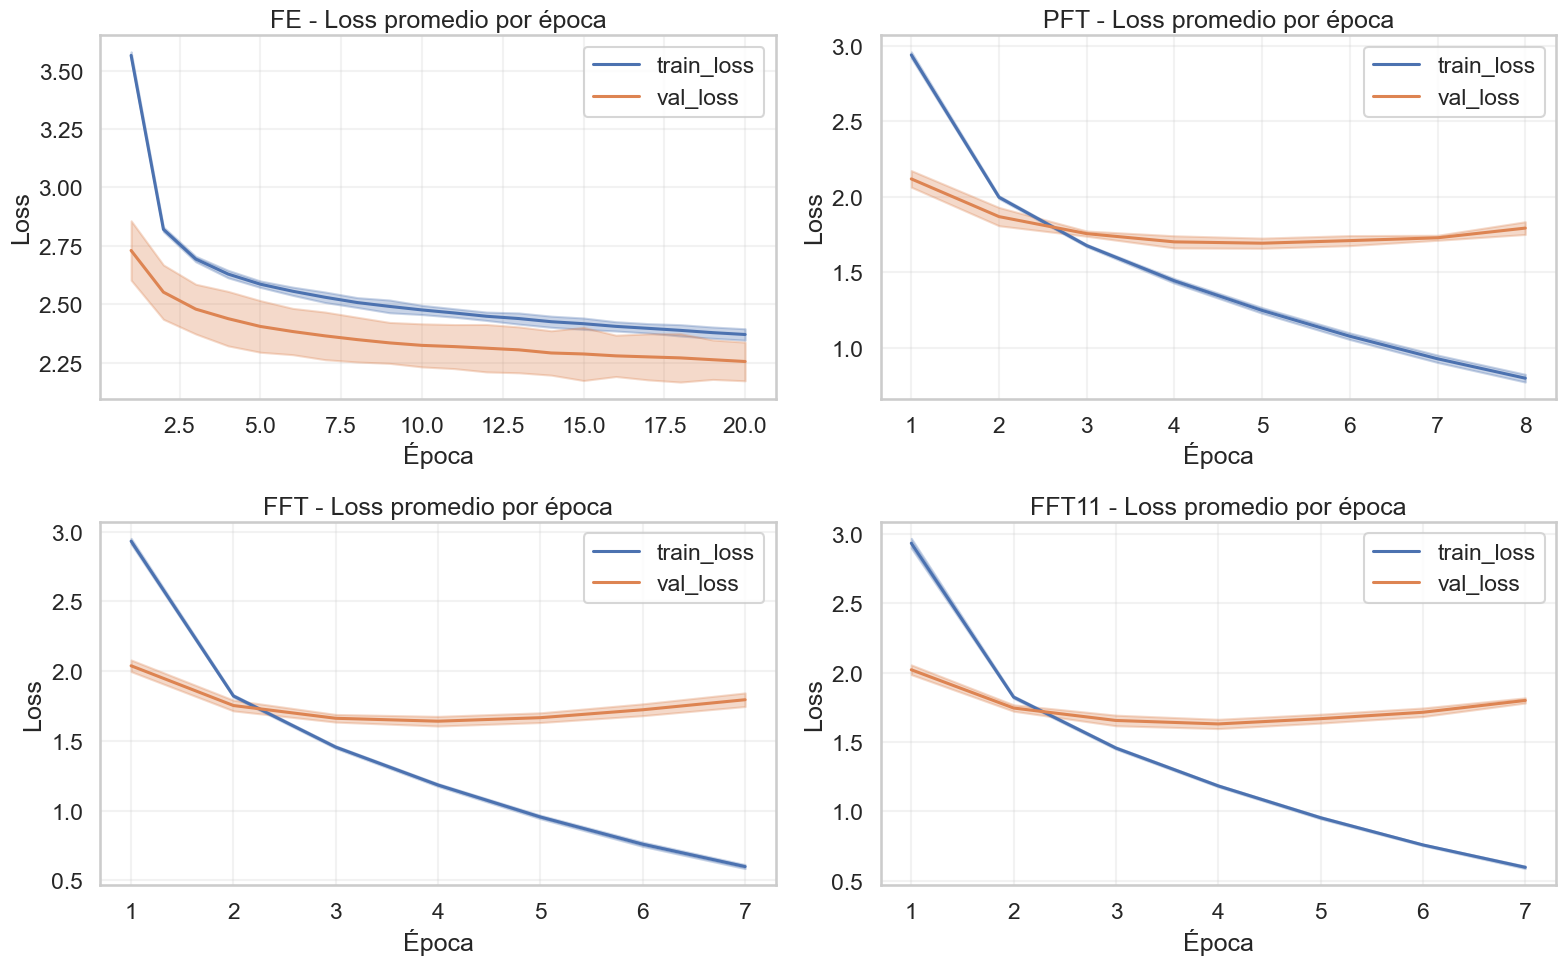 FE - Loss promedio por época
3.50
3.25
3.00
2.75
2.50
2.25
Loss
train_loss
val_loss
2.5 5.0 7.5 10.0 12.5 15.0 17.5 20.0
Época
PFT - Loss promedio por época
3.0
2.5
2.0
1.5
1.0
Loss
train_loss
val_loss
1 2 3 4 5 6 7 8
Época
FFT - Loss promedio por época
3.0
2.5
2.0
1.5
1.0
0.5
Loss
train_loss
val_loss
1 2 3 4 5 6 7
Época
FFT11 - Loss promedio por época
3.0
2.5
2.0
1.5
1.0
0.5
Loss
train_loss
val_loss
1 2 3 4 5 6 7
Época